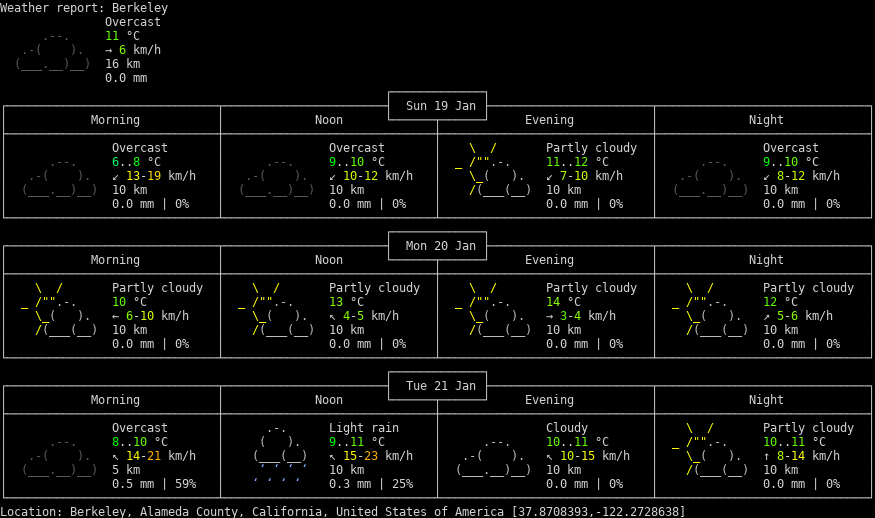 Weather report: Berkeley
Overcast
11 °C
→ 6 km/h
16 km
0.0 mm
Sun 19 Jan
Morning Noon Evening Night
Overcast Overcast Partly cloudy Overcast
6..8 °C 9..10 °C 11..12 °C 9..10 °C
↙ 13-19 km/h ↙ 10-12 km/h ↙ 7-10 km/h ↙ 8-12 km/h
10 km 10 km 10 km 10 km
0.0 mm | 0% 0.0 mm | 0% 0.0 mm | 0% 0.0 mm | 0%
Mon 20 Jan
Morning Noon Evening Night
Partly cloudy Partly cloudy Partly cloudy Partly cloudy
10 °C 13 °C 14 °C 12 °C
← 6-10 km/h ↖ 4-5 km/h → 3-4 km/h ↗ 5-6 km/h
10 km 10 km 10 km 10 km
0.0 mm | 0% 0.0 mm | 0% 0.0 mm | 0% 0.0 mm | 0%
Tue 21 Jan
Morning Noon Evening Night
Overcast Light rain Cloudy Partly cloudy
8..10 °C 9..11 °C 10..11 °C 10..11 °C
↖ 14-21 km/h ↖ 15-23 km/h ↖ 10-15 km/h ↑ 8-14 km/h
5 km 10 km 10 km 10 km
0.5 mm | 59% 0.3 mm | 25% 0.0 mm | 0% 0.0 mm | 0%
Location: Berkeley, Alameda County, California, United States of America [37.8708393,-122.2728638]